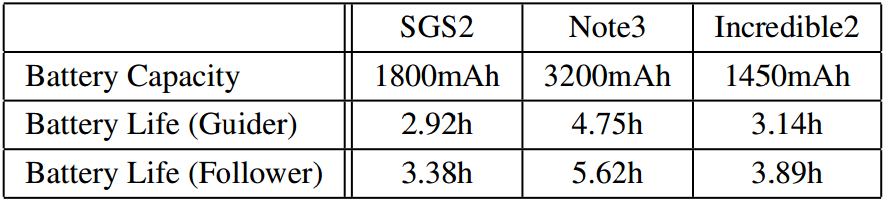 SGS2 Note3 Incredible2
Battery Capacity 1800mAh 3200mAh 1450mAh
Battery Life (Guider) 2.92h 4.75h 3.14h
Battery Life (Follower) 3.38h 5.62h 3.89h